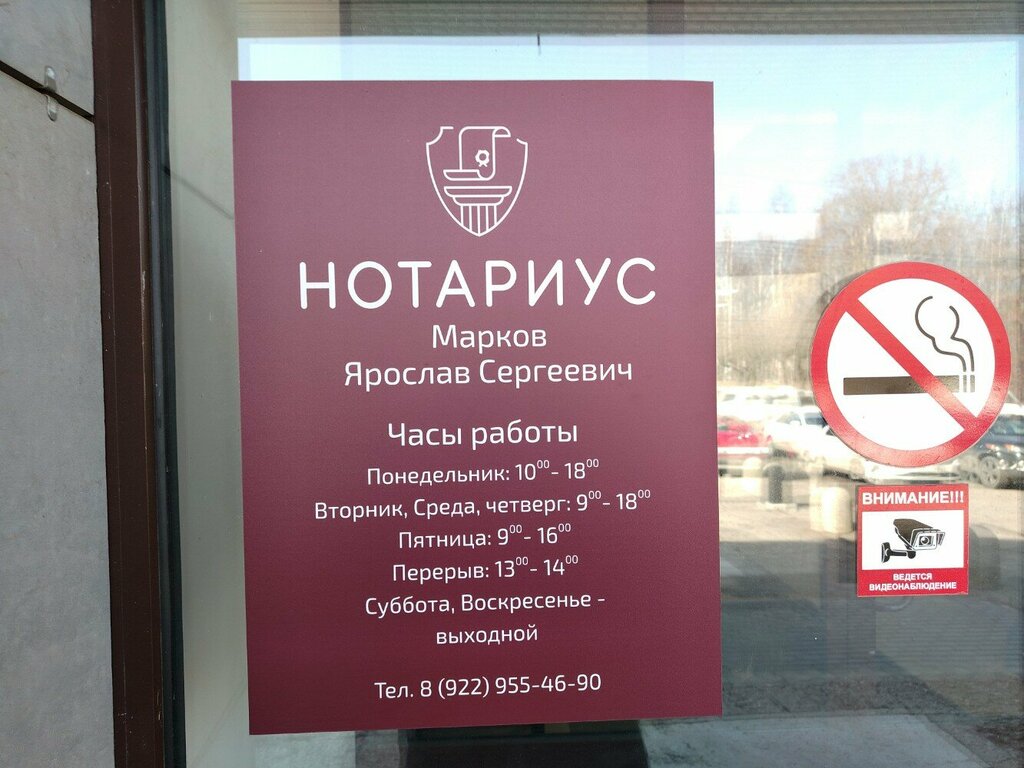 НОТАРИУС
Марков
Ярослав Сергеевич
Часы работы
Понедельник: 10⁰⁰- 18⁰⁰
Вторник, Среда, четверг: 9⁰⁰- 18⁰⁰
Пятница: 9⁰⁰- 16⁰⁰
Перерыв: 13⁰⁰- 14⁰⁰
Суббота, Воскресенье -
выходной
Тел. 8 (922) 955-46-90
ВНИМАНИЕ!!!
ВЕДЕТСЯ
ВИДЕОНАБЛЮДЕНИЕ